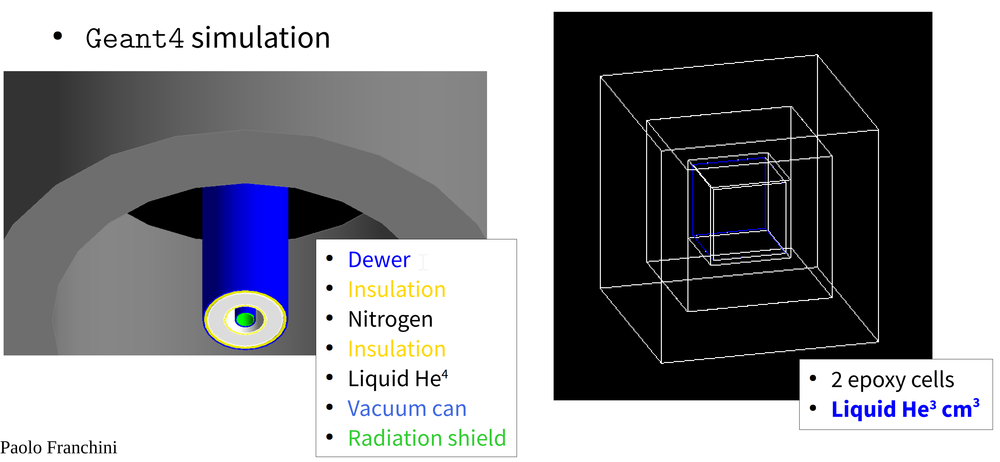 • Geant4 simulation
• Dewer
• Insulation
• Nitrogen
• Insulation
• Liquid He⁴
• Vacuum can
• Radiation shield
• 2 epoxy cells
• Liquid He³ cm³
Paolo Franchini